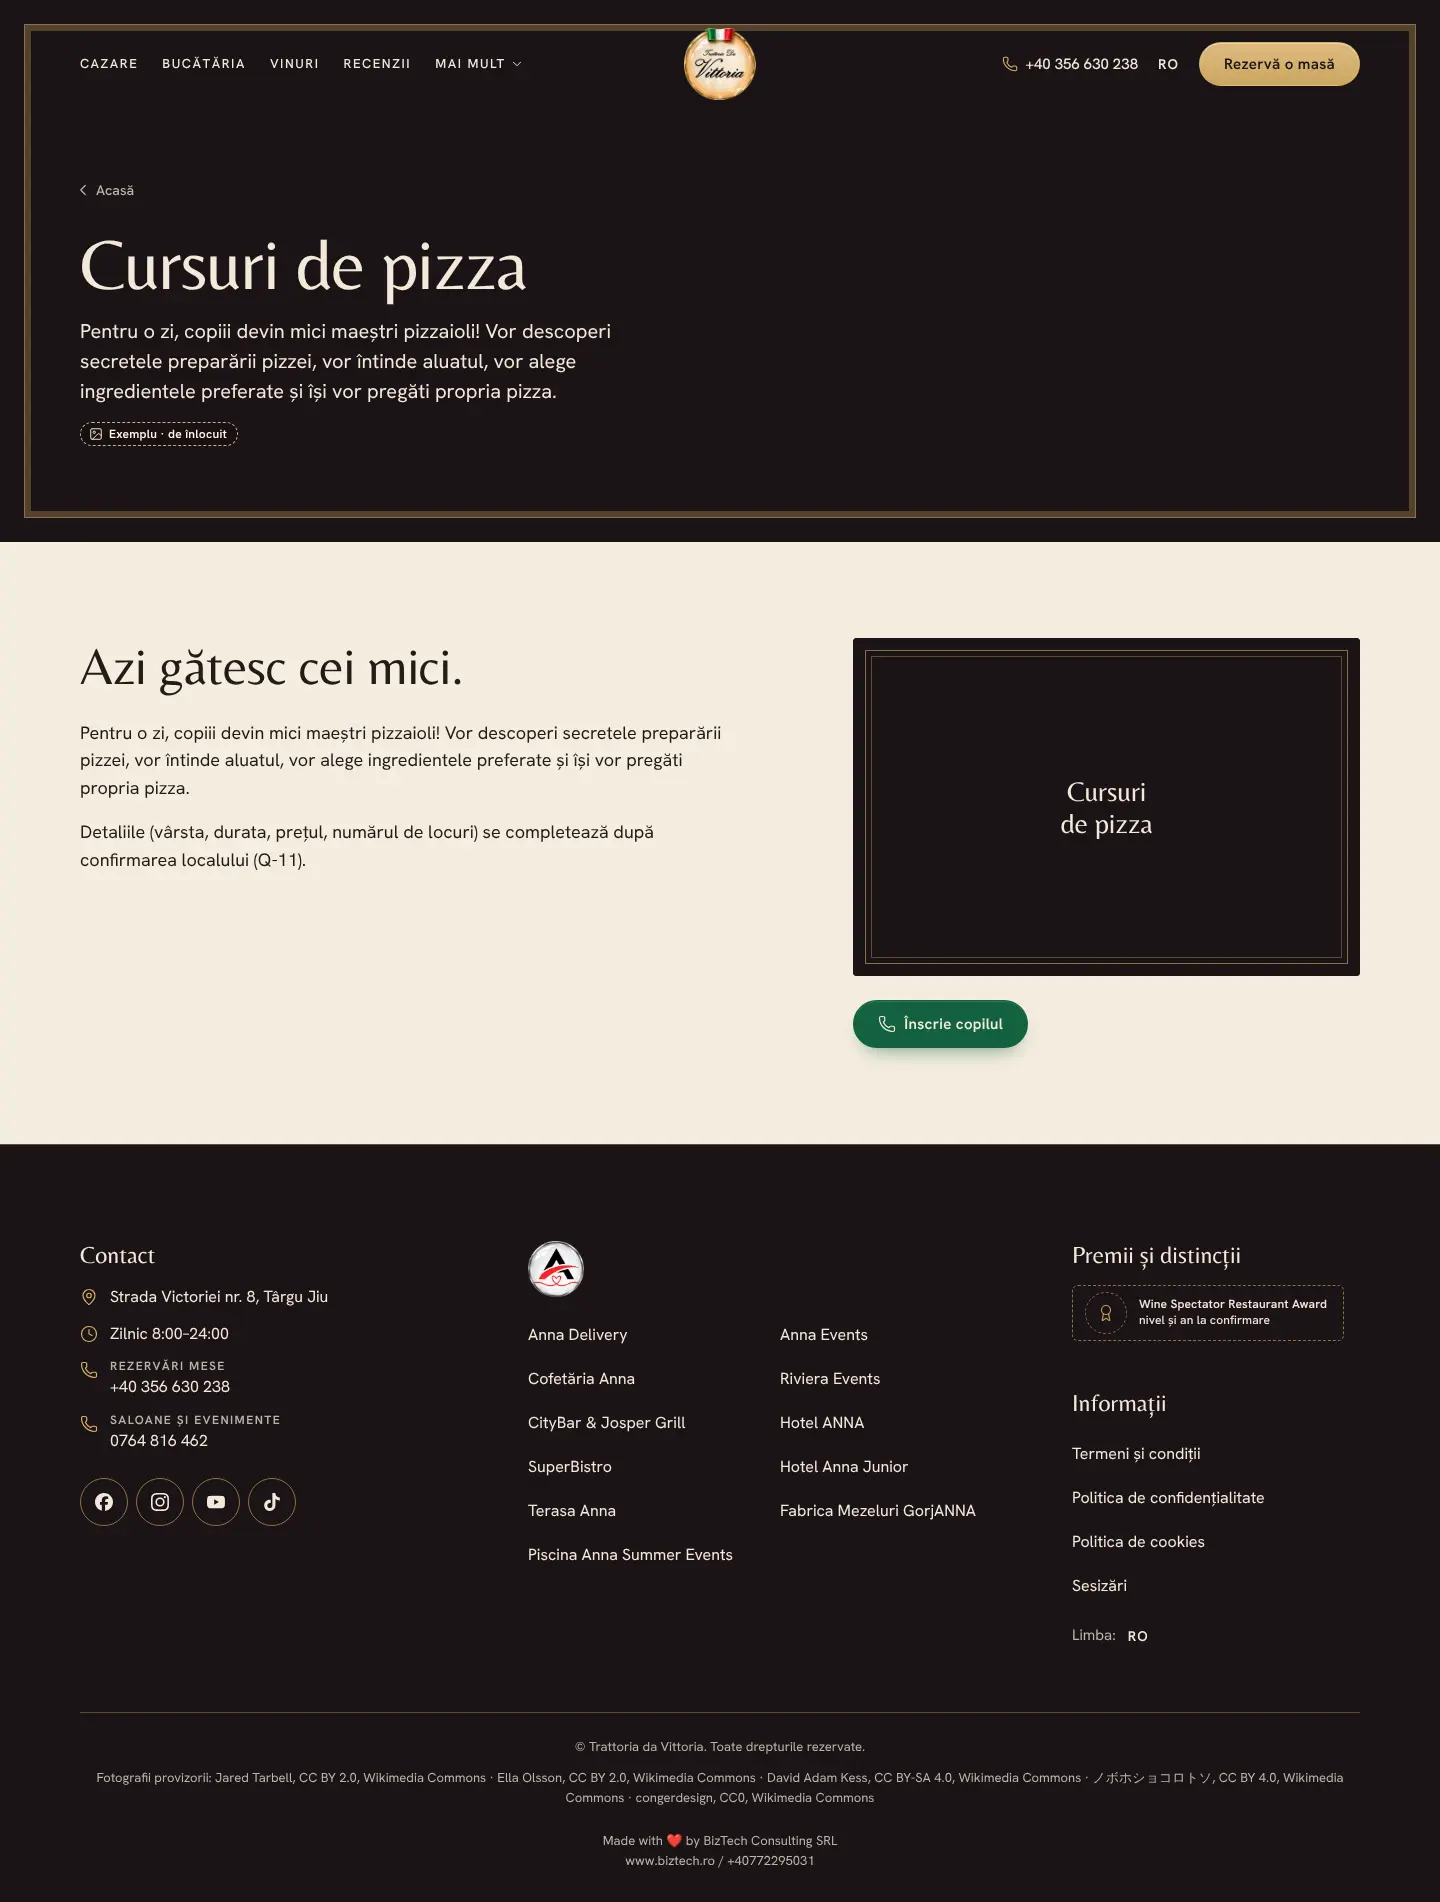 CAZARE
BUCĂTĂRIA
VINURI
RECENZII
MAI MULT
Trattoria Da
Vittoria
+40 356 630 238
RO
Rezervă o masă
Acasă
Cursuri de pizza
Pentru o zi, copiii devin mici maeștri pizzaioli! Vor descoperi
secretele preparării pizzei, vor întinde aluatul, vor alege
ingredientele preferate și își vor pregăti propria pizza.
Exemplu · de înlocuit
Azi gătesc cei mici.
Pentru o zi, copiii devin mici maeștri pizzaioli! Vor descoperi secretele preparării
pizzei, vor întinde aluatul, vor alege ingredientele preferate și își vor pregăti
propria pizza.
Detaliile (vârsta, durata, prețul, numărul de locuri) se completează după
confirmarea localului (Q-11).
Cursuri
de pizza
Înscrie copilul
Contact
Strada Victoriei nr. 8, Târgu Jiu
Zilnic 8:00–24:00
REZERVĂRI MESE
+40 356 630 238
SALOANE ȘI EVENIMENTE
0764 816 462
Anna Delivery
Cofetăria Anna
CityBar & Josper Grill
SuperBistro
Terasa Anna
Piscina Anna Summer Events
Anna Events
Riviera Events
Hotel ANNA
Hotel Anna Junior
Fabrica Mezeluri GorjANNA
Premii și distincții
Wine Spectator Restaurant Award
nivel și an la confirmare
Informații
Termeni și condiții
Politica de confidențialitate
Politica de cookies
Sesizări
Limba: RO
© Trattoria da Vittoria. Toate drepturile rezervate.
Fotografii provizorii: Jared Tarbell, CC BY 2.0, Wikimedia Commons · Ella Olsson, CC BY 2.0, Wikimedia Commons · David Adam Kess, CC BY-SA 4.0, Wikimedia Commons · ノボホショコロトソ, CC BY 4.0, Wikimedia
Commons · congerdesign, CC0, Wikimedia Commons
Made with ❤️ by BizTech Consulting SRL
www.biztech.ro / +40772295031